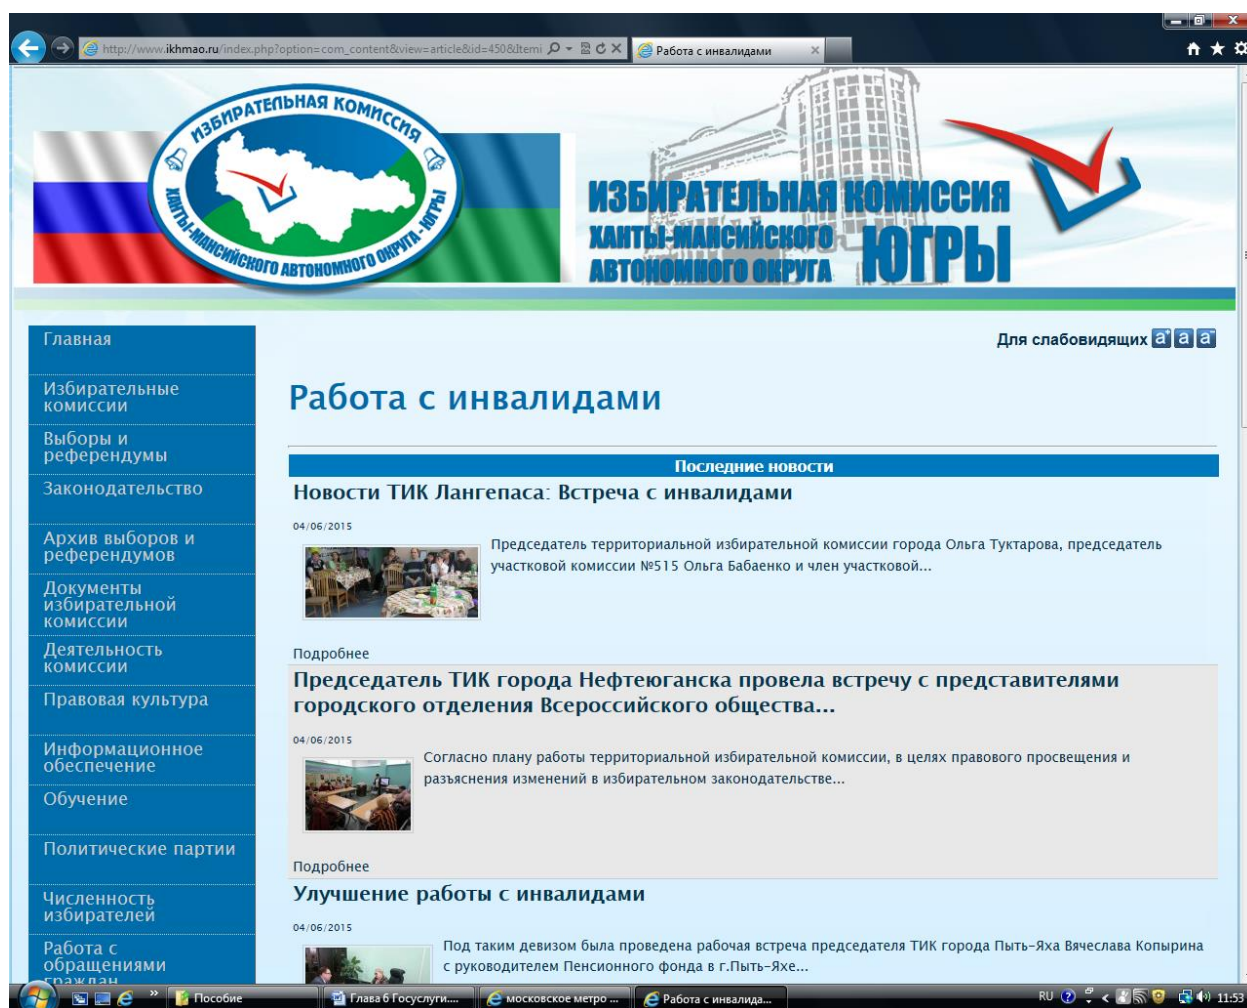 http://www.ikhmao.ru/index.php?option=com_content&view=article&id=450&Itemi
Работа с инвалидами
ИЗБИРАТЕЛЬНАЯ КОМИССИЯ
ХАНТЫ-МАНСИЙСКОГО АВТОНОМНОГО ОКРУГА - ЮГРЫ
ИЗБИРАТЕЛЬНАЯ КОМИССИЯ
ХАНТЫ-МАНСИЙСКОГО
АВТОНОМНОГО ОКРУГА ЮГРЫ
Для слабовидящих a+ a a-
Главная
Избирательные
комиссии
Выборы и
референдумы
Законодательство
Архив выборов и
референдумов
Документы
избирательной
комиссии
Деятельность
комиссии
Правовая культура
Информационное
обеспечение
Обучение
Политические партии
Численность
избирателей
Работа с
обращениями
граждан
Работа с инвалидами
Последние новости
Новости ТИК Лангепаса: Встреча с инвалидами
04/06/2015
Председатель территориальной избирательной комиссии города Ольга Туктарова, председатель
участковой комиссии №515 Ольга Бабаенко и член участковой...
Подробнее
Председатель ТИК города Нефтеюганска провела встречу с представителями
городского отделения Всероссийского общества...
04/06/2015
Согласно плану работы территориальной избирательной комиссии, в целях правового просвещения и
разъяснения изменений в избирательном законодательстве...
Подробнее
Улучшение работы с инвалидами
04/06/2015
Под таким девизом была проведена рабочая встреча председателя ТИК города Пыть-Яха Вячеслава Копырина
с руководителем Пенсионного фонда в г.Пыть-Яхе...
Пособие
Глава 6 Госуслуги....
московское метро ...
Работа с инвалида...
RU
11:53